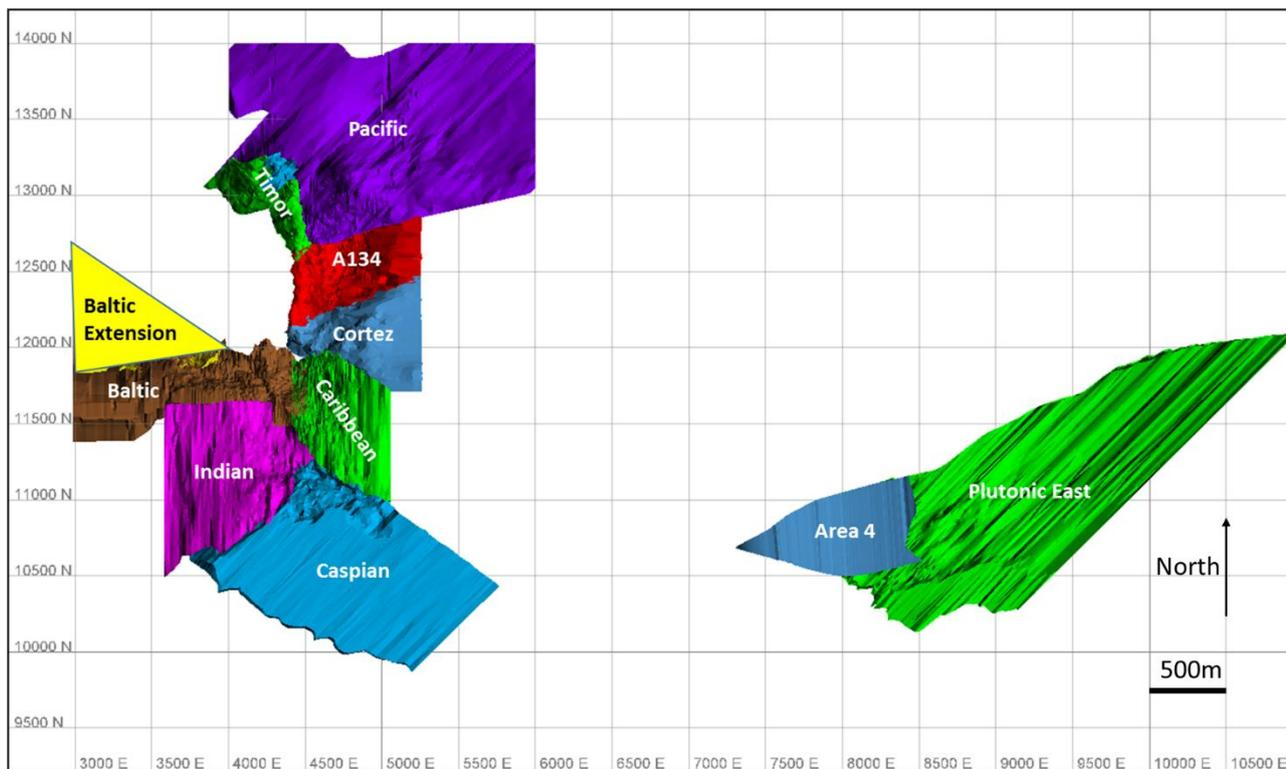 14000 N
13500 N
Pacific
13000 N
Timor
12500 N
A134
Baltic
Extension
12000 N
Cortez
Baltic
11500 N
Caribbean
Indian
11000 N
Plutonic East
Area 4
10500 N
Caspian
North
10000 N
500m
9500 N
3000 E 3500 E 4000 E 4500 E 5000 E 5500 E 6000 E 6500 E 7000 E 7500 E 8000 E 8500 E 9000 E 9500 E 10000 E 10500 E